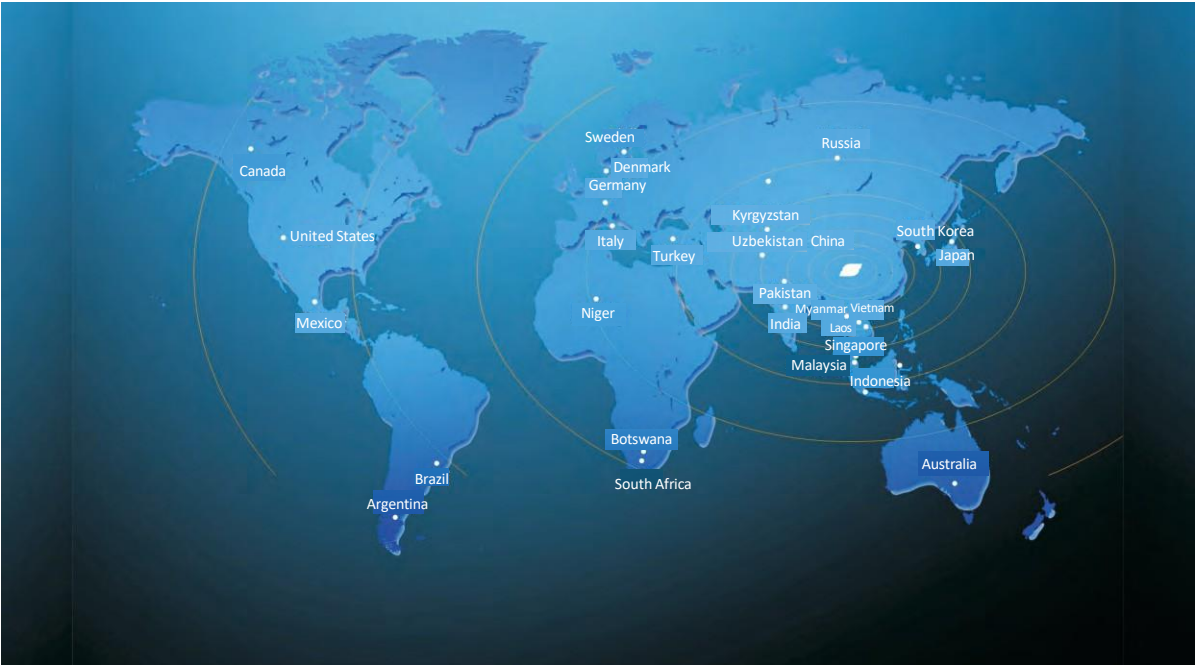 Sweden
Russia
Denmark
Canada
Germany
Kyrgyzstan
South Korea
United States
Italy
Uzbekistan
China
Turkey
Japan
Pakistan
Myanmar
Vietnam
Niger
Mexico
India
Laos
Singapore
Malaysia
Indonesia
Botswana
Australia
Brazil
South Africa
Argentina